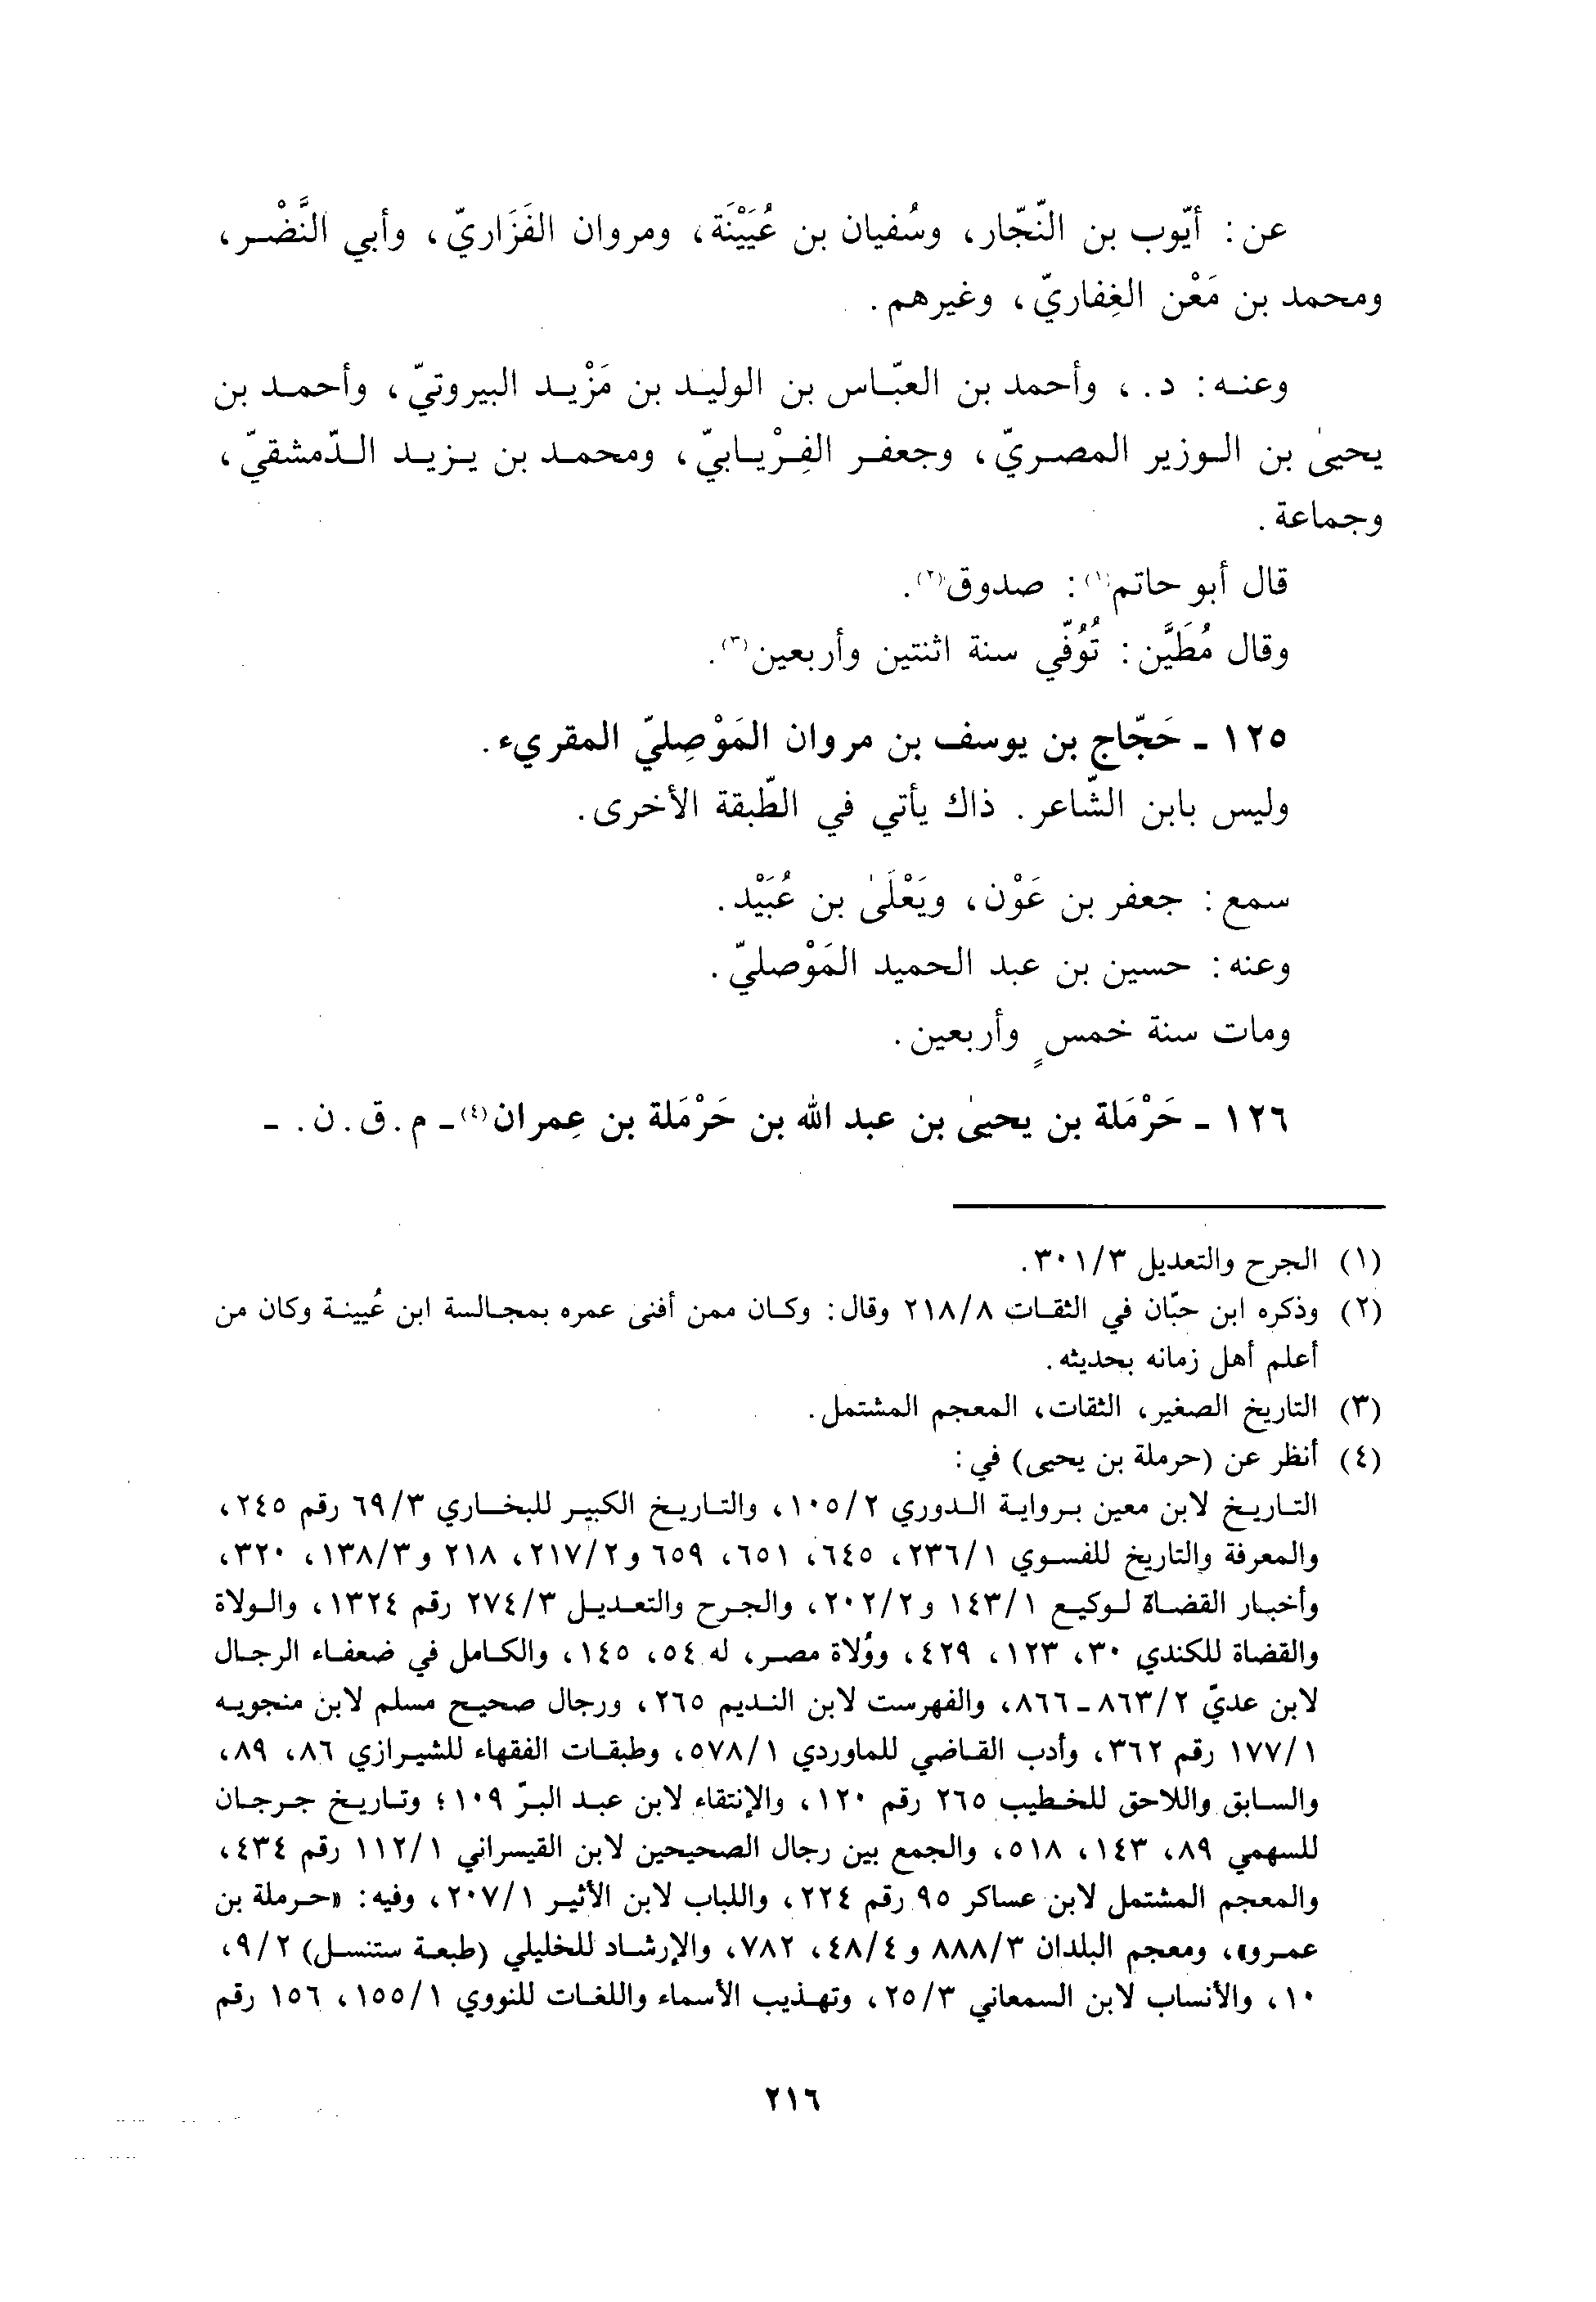 عن: أيّوب بن النّجّار، وسُفيان بن عُيَيْنَة، ومروان الفَزَاريّ، وأبي النَّضْر،
ومحمد بن مَعْن الغِفاريّ، وغيرهم.
وعنه: د.، وأحمد بن العبّاس بن الوليد بن مَزْيد البيروتيّ، وأحمد بن
يحيىٰ بن الوزير المصريّ، وجعفر الفِرْيابيّ، ومحمد بن يزيد الدّمشقيّ،
وجماعة.
قال أبو حاتم(١): صدوق(٢).
وقال مُطَيَّن: تُوُفّي سنة اثنتين وأربعين(٣).
١٢٥ - حَجّاج بن يوسف بن مروان المَوْصِليّ المقريء.
وليس بابن الشّاعر. ذاك يأتي في الطّبقة الأخرى.
سمع: جعفر بن عَوْن، ويَعْلَىٰ بن عُبَيْد.
وعنه: حسين بن عبد الحميد المَوْصليّ.
ومات سنة خمسٍ وأربعين.
١٢٦ - حَرْمَلة بن يحيىٰ بن عبد الله بن حَرْمَلة بن عِمران(٤) - م. ق. ن. -
(١) الجرح والتعديل ٣/٣٠١.
(٢) وذكره ابن حبّان في الثقات ٨/٢١٨ وقال: وكان ممن أفنى عمره بمجالسة ابن عُيينة وكان من
أعلم أهل زمانه بحديثه.
(٣) التاريخ الصغير، الثقات، المعجم المشتمل.
(٤) أنظر عن (حرملة بن يحيى) في:
التاريخ لابن معين برواية الدوري ٢/١٠٥، والتاريخ الكبير للبخاري ٣/٦٩ رقم ٢٤٥،
والمعرفة والتاريخ للفسوي ١/٢٣٦، ٦٤٥، ٦٥١، ٦٥٩ و٢/٢١٧، ٢١٨ و٣/١٣٨، ٣٢٠،
وأخبار القضاة لوكيع ١/١٤٣ و٢/٢٠٢، والجرح والتعديل ٣/٢٧٤ رقم ١٣٢٤، والولاة
والقضاة للكندي ٣٠، ١٢٣، ٤٢٩، ووُلاة مصر، له ٥٤، ١٤٥، والكامل في ضعفاء الرجال
لابن عديّ ٢/٨٦٣ - ٨٦٦، والفهرست لابن النديم ٢٦٥، ورجال صحيح مسلم لابن منجويه
١/١٧٧ رقم ٣٦٢، وأدب القاضي للماوردي ١/٥٧٨، وطبقات الفقهاء للشيرازي ٨٦، ٨٩،
والسابق واللاحق للخطيب ٢٦٥ رقم ١٢٠، والإنتقاء لابن عبد البرّ ١٠٩؛ وتاريخ جرجان
للسهمي ٨٩، ١٤٣، ٥١٨، والجمع بين رجال الصحيحين لابن القيسراني ١/١١٢ رقم ٤٣٤،
والمعجم المشتمل لابن عساكر ٩٥ رقم ٢٢٤، واللباب لابن الأثير ١/٢٠٧، وفيه: «حرملة بن
عمرو»، ومعجم البلدان ٣/٨٨٨ و٤/٤٨، ٧٨٢، والإرشاد للخليلي (طبعة ستنسل) ٢/٩،
١٠، والأنساب لابن السمعاني ٣/٢٥، وتهذيب الأسماء واللغات للنووي ١/١٥٥، ١٥٦ رقم
٢١٦